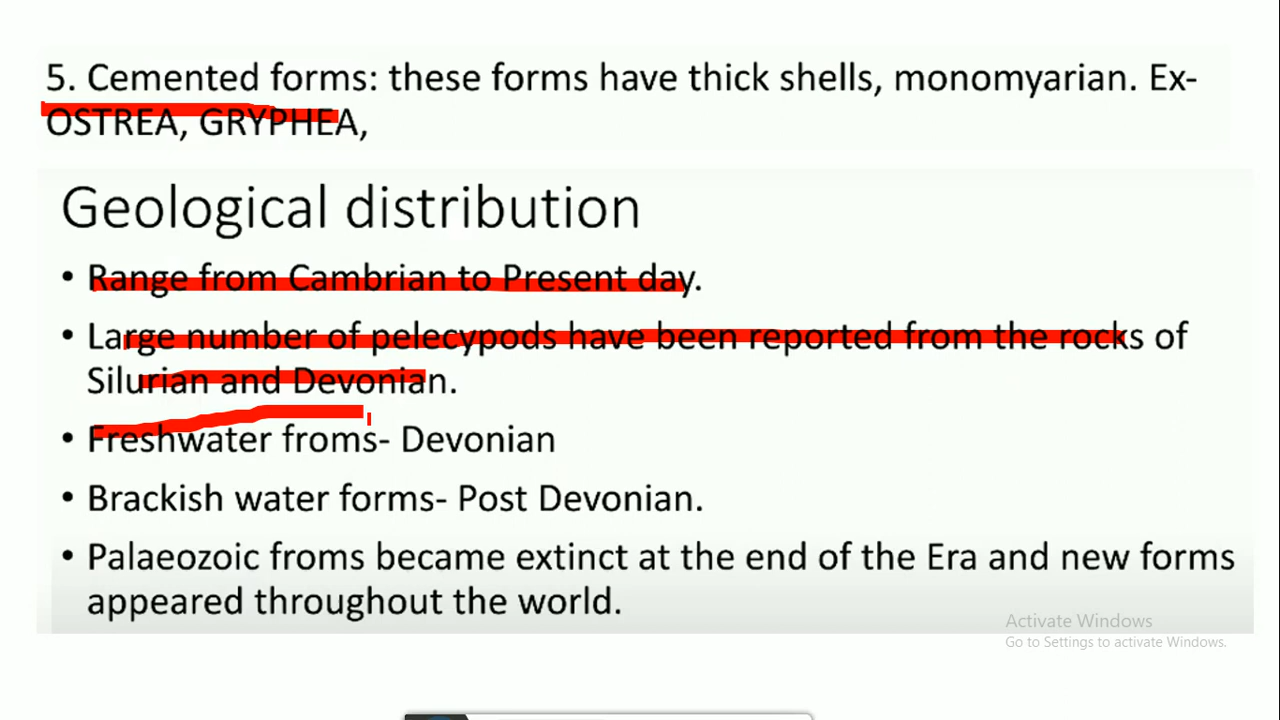 5. Cemented forms: these forms have thick shells, monomyarian. Ex-
OSTREA, GRYPHEA,
Geological distribution
• Range from Cambrian to Present day.
• Large number of pelecypods have been reported from the rocks of
Silurian and Devonian.
• Freshwater froms- Devonian
• Brackish water forms- Post Devonian.
• Palaeozoic froms became extinct at the end of the Era and new forms
appeared throughout the world.
Activate Windows
Go to Settings to activate Windows.